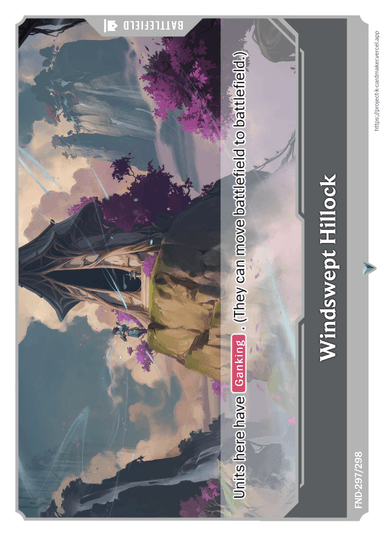 BATTLEFIELD
Units here have Ganking . (They can move battlefield to battlefield.)
Windswept Hillock
FND-297/298
https://project-k-cardmaker.vercel.app